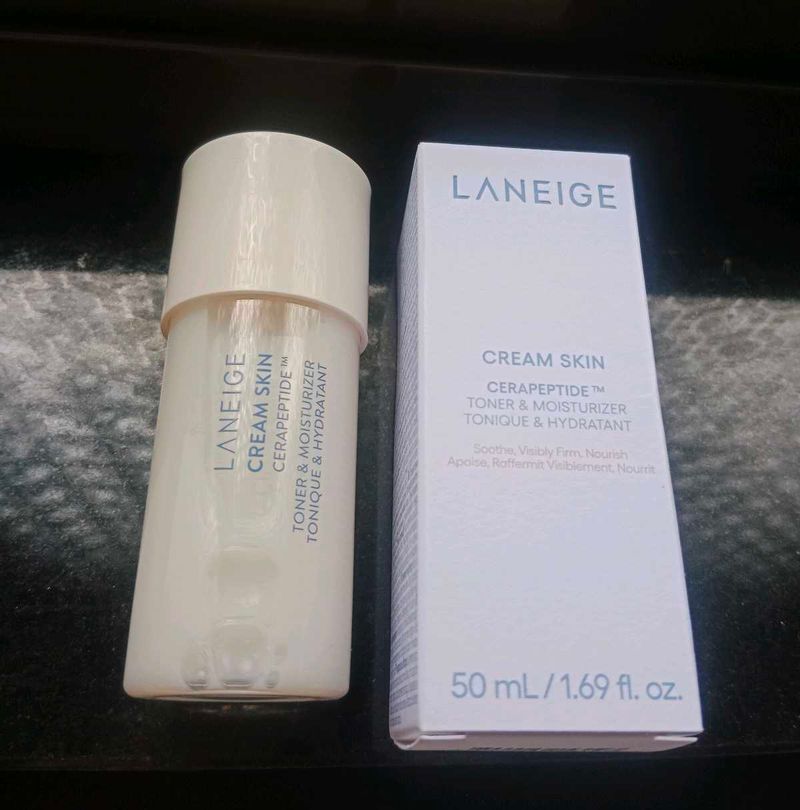 LANEIGE
CREAM SKIN
CERAPEPTIDE™
TONER & MOISTURIZER
TONIQUE & HYDRATANT
LANEIGE
CREAM SKIN
CERAPEPTIDE™
TONER & MOISTURIZER
TONIQUE & HYDRATANT
Soothe, Visibly Firm, Nourish
Apaise, Raffermit Visiblement, Nourrit
50 mL / 1.69 fl. oz.